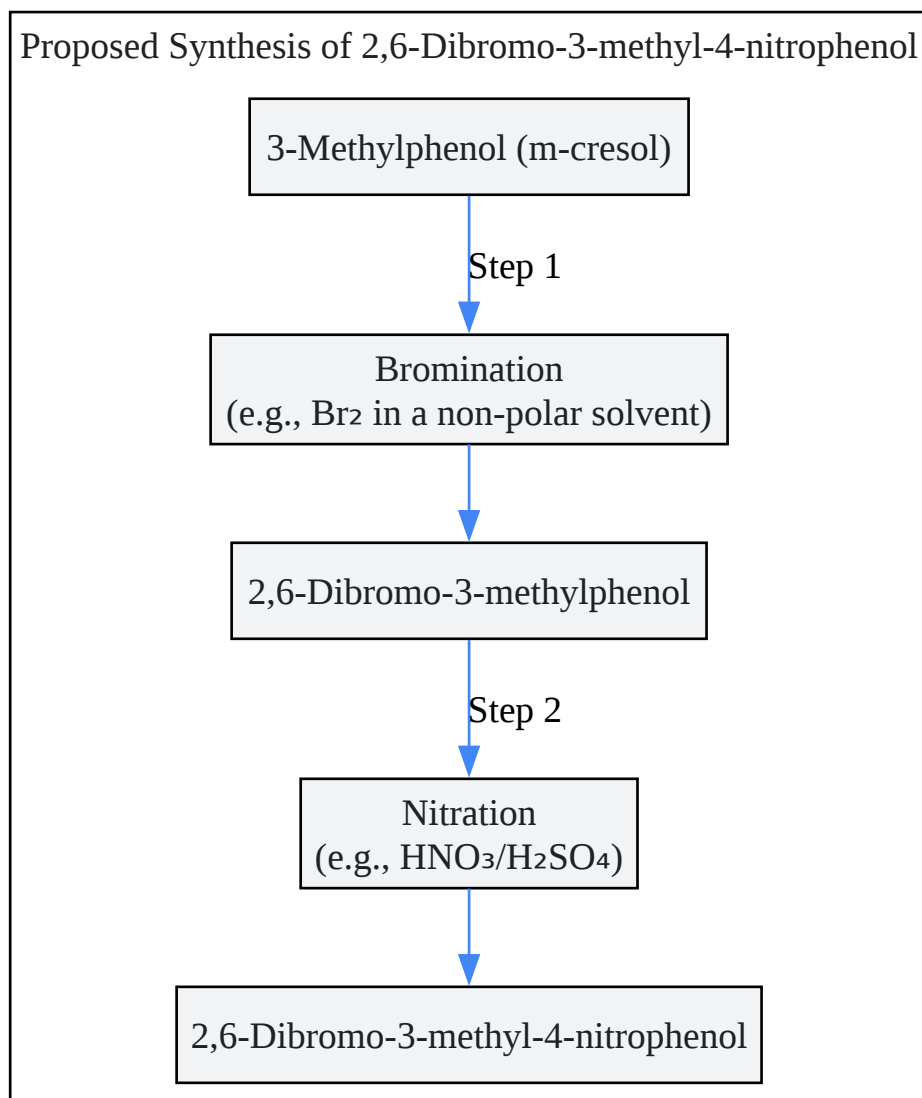 Proposed Synthesis of 2,6-Dibromo-3-methyl-4-nitrophenol
3-Methylphenol (m-cresol)
Step 1
Bromination
(e.g., Br₂ in a non-polar solvent)
2,6-Dibromo-3-methylphenol
Step 2
Nitration
(e.g., HNO₃/H₂SO₄)
2,6-Dibromo-3-methyl-4-nitrophenol